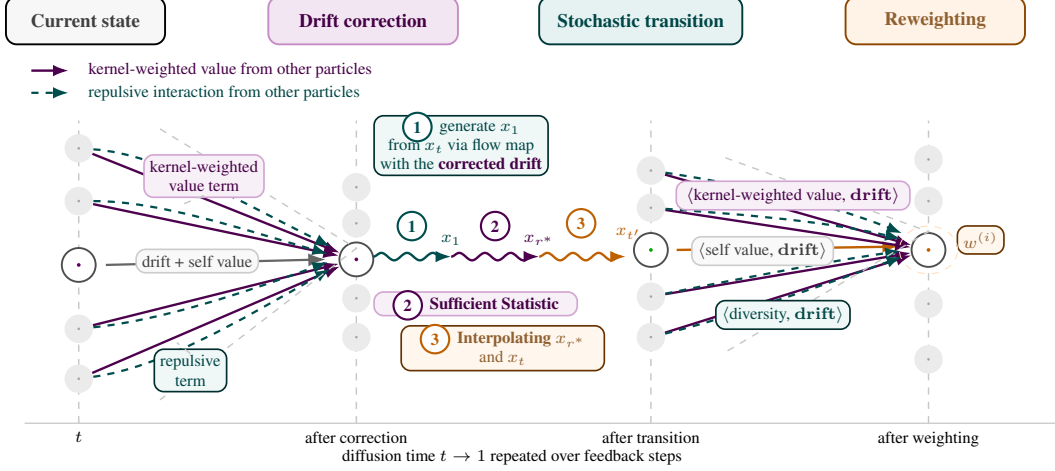 Current state
Drift correction
Stochastic transition
Reweighting
kernel-weighted value from other particles
repulsive interaction from other particles
1 generate x₁
from xₜ via flow map
with the corrected drift
kernel-weighted
value term
⟨kernel-weighted value, drift⟩
1
2
3
x₁
x_{r*}
x_{t'}
w^{(i)}
drift + self value
⟨self value, drift⟩
2 Sufficient Statistic
⟨diversity, drift⟩
3 Interpolating x_{r*}
and xₜ
repulsive
term
t
after correction
after transition
after weighting
diffusion time t → 1 repeated over feedback steps